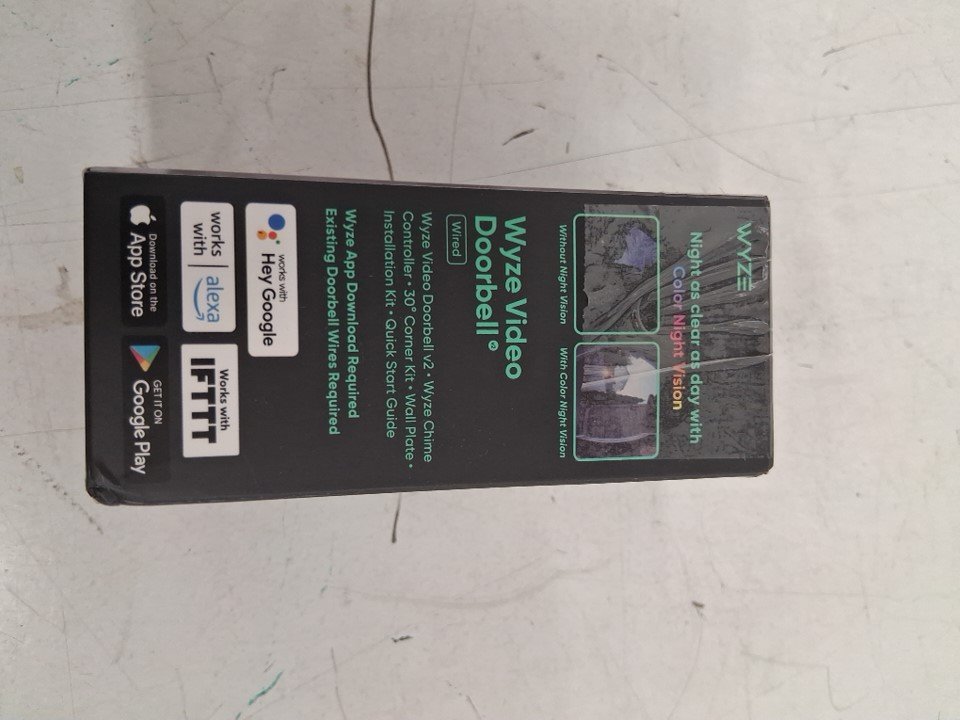 WYZE
Night as clear as day with
Color Night Vision
Without Night Vision
With Color Night Vision
Wyze Video
Doorbell v2
Wired
Wyze Video Doorbell v2 • Wyze Chime
Controller • 30° Corner Kit • Wall Plate •
Installation Kit • Quick Start Guide
Wyze App Download Required
Existing Doorbell Wires Required
works with
Hey Google
works with
alexa
Works with
IFTTT
Download on the
App Store
GET IT ON
Google Play